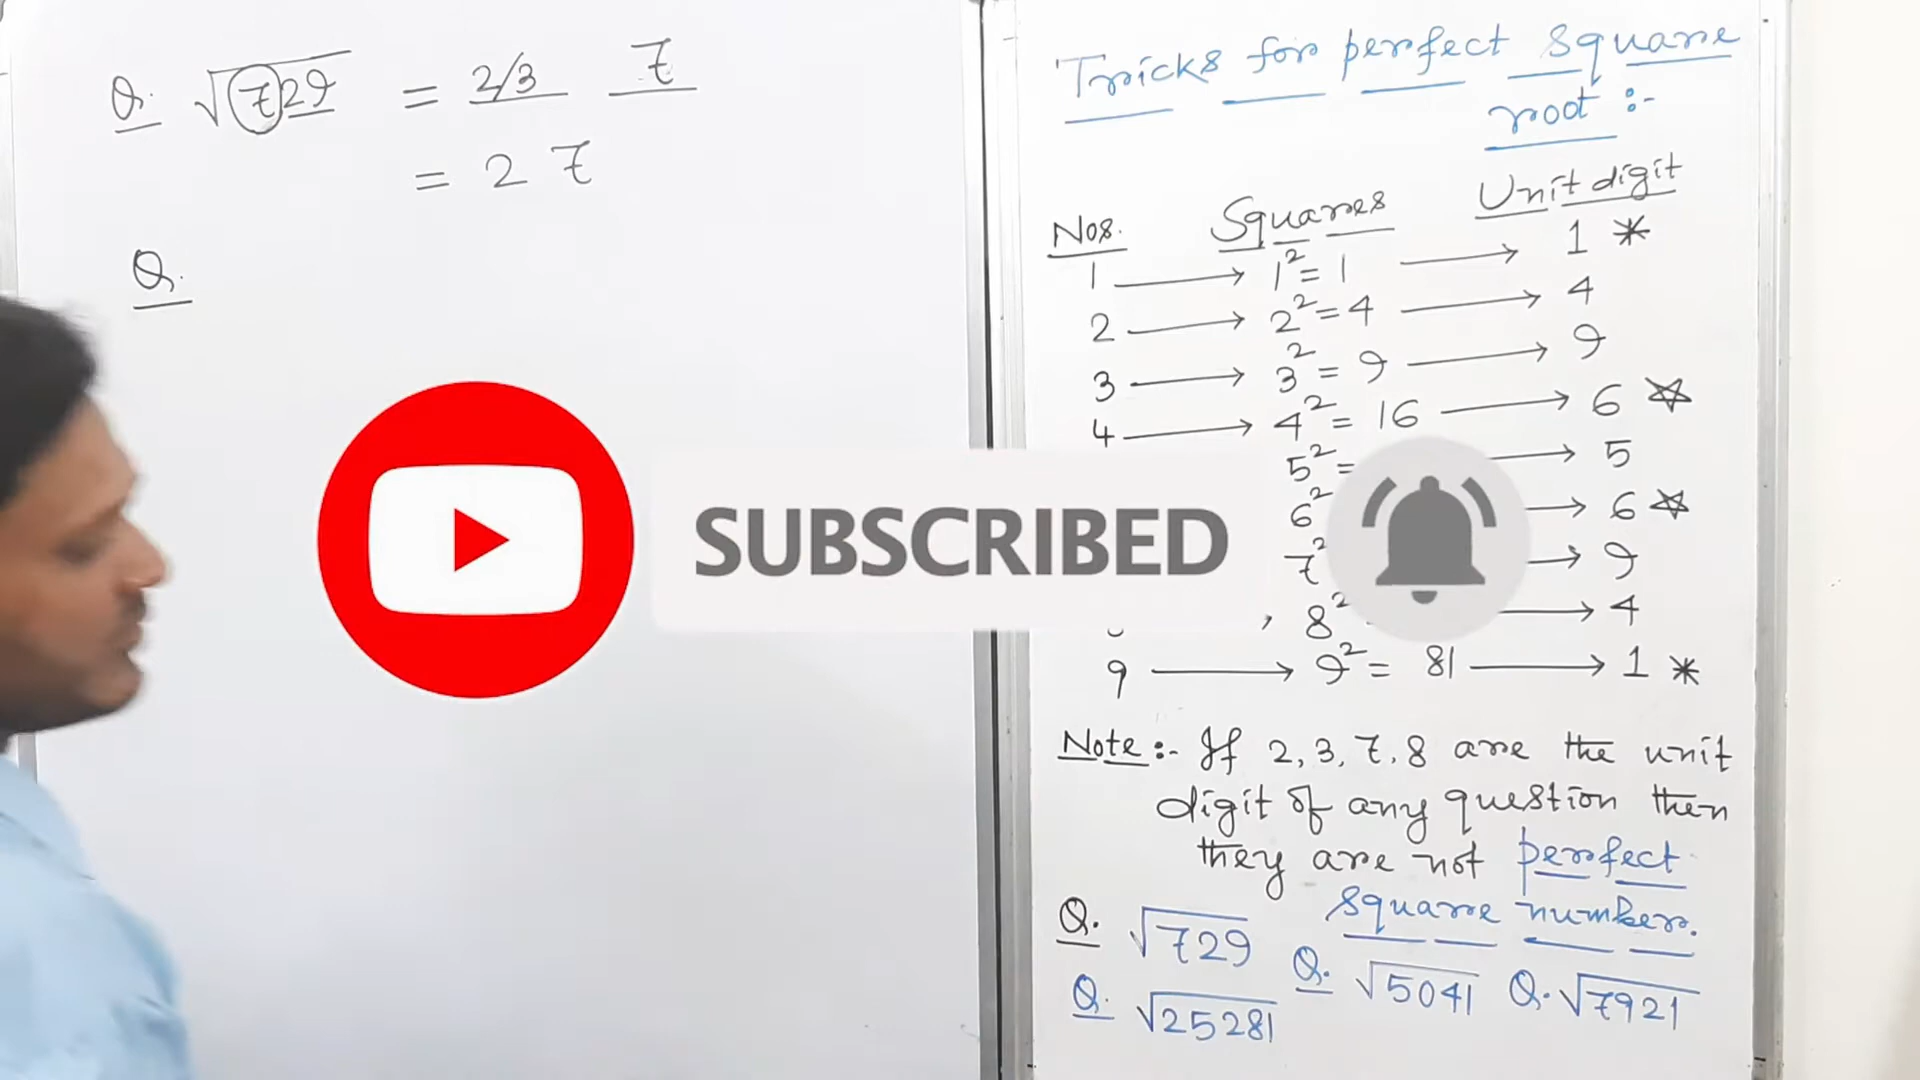 Q. √729 = 2/3 7
= 2 7
Q.
SUBSCRIBED
Tricks for perfect square
root :-
Nos. Squares Unit digit
1 → 1² = 1 → 1 *
2 → 2² = 4 → 4
3 → 3² = 9 → 9
4 → 4² = 16 → 6 ☆
5² = → 5
6² → 6 ☆
7² → 9
8² → 4
9 → 9² = 81 → 1 *
Note :- If 2, 3, 7, 8 are the unit
digit of any question then
they are not perfect
square number.
Q. √729 Q. √5041 Q. √7921
Q. √25281